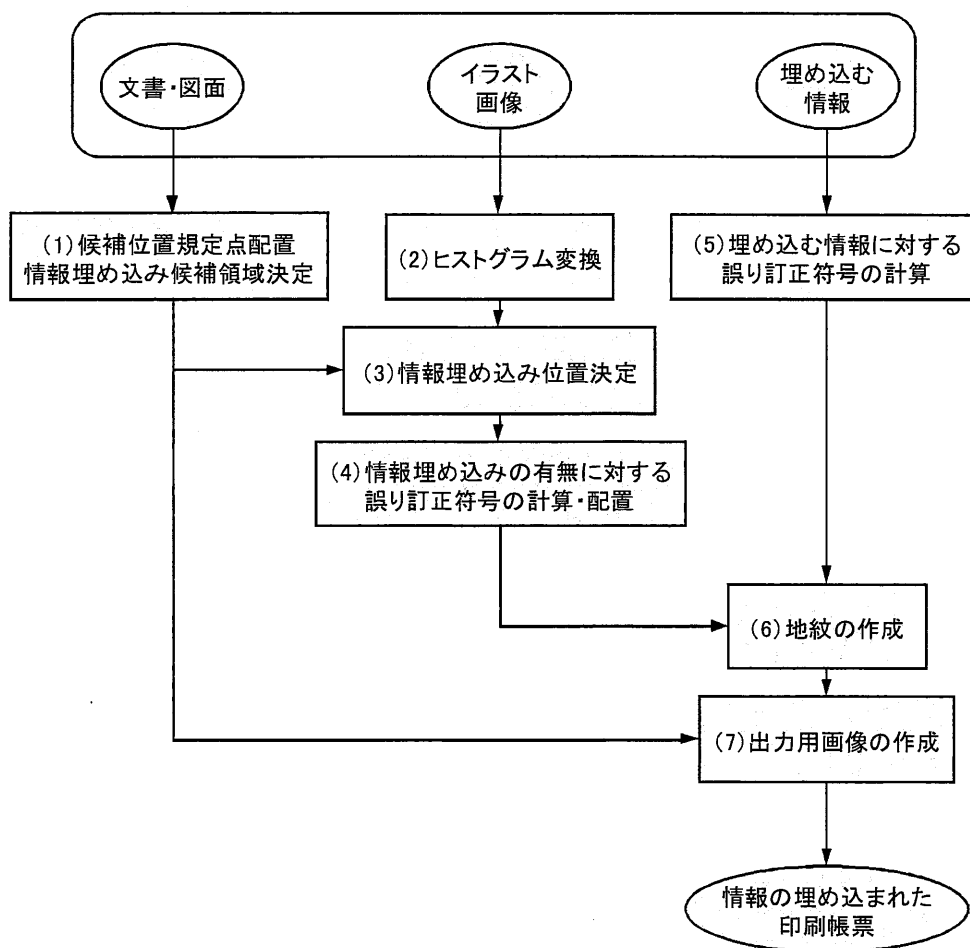 文書・図面
イラスト
画像
埋め込む
情報
(1)候補位置規定点配置
情報埋め込み候補領域決定
(2)ヒストグラム変換
(5)埋め込む情報に対する
誤り訂正符号の計算
(3)情報埋め込み位置決定
(4)情報埋め込みの有無に対する
誤り訂正符号の計算・配置
(6)地紋の作成
(7)出力用画像の作成
情報の埋め込まれた
印刷帳票